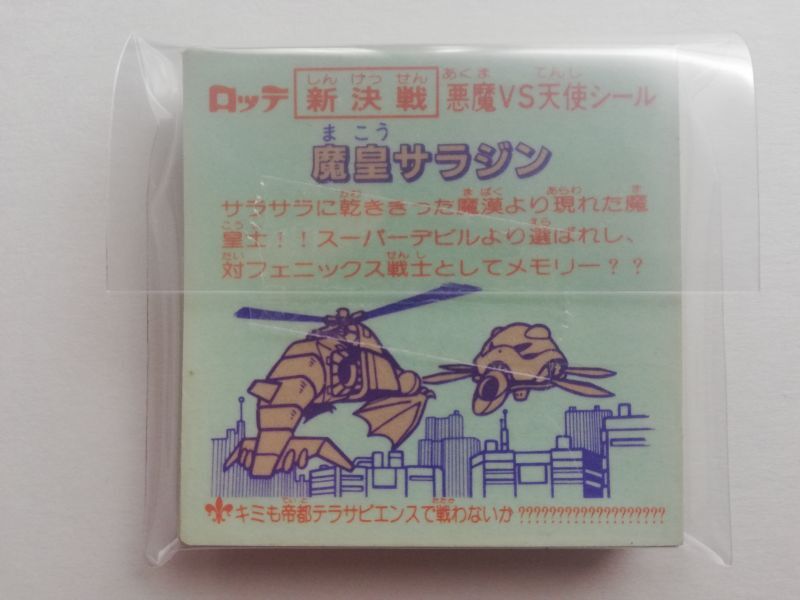 ロッテ 新決戦 悪魔VS天使シール
魔皇サラジン
サラサラに乾ききった魔漠より現れた魔
皇士!!スーパーデビルより選ばれし、
対フェニックス戦士としてメモリー??
キミも帝都テラサピエンスで戦わないか???????????????????